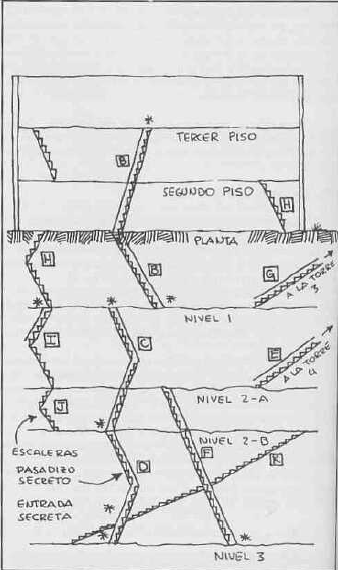 *
B
TERCER PISO
SEGUNDO PISO
H
*
PLANTA
H
B
G
A LA TORRE
3
*
*
*
NIVEL 1
I
C
E
A LA TORRE
4
J
NIVEL 2-A
NIVEL 2-B
ESCALERAS
PASADIZO
SECRETO
D
F
K
ENTRADA
SECRETA
*
*
*
NIVEL 3